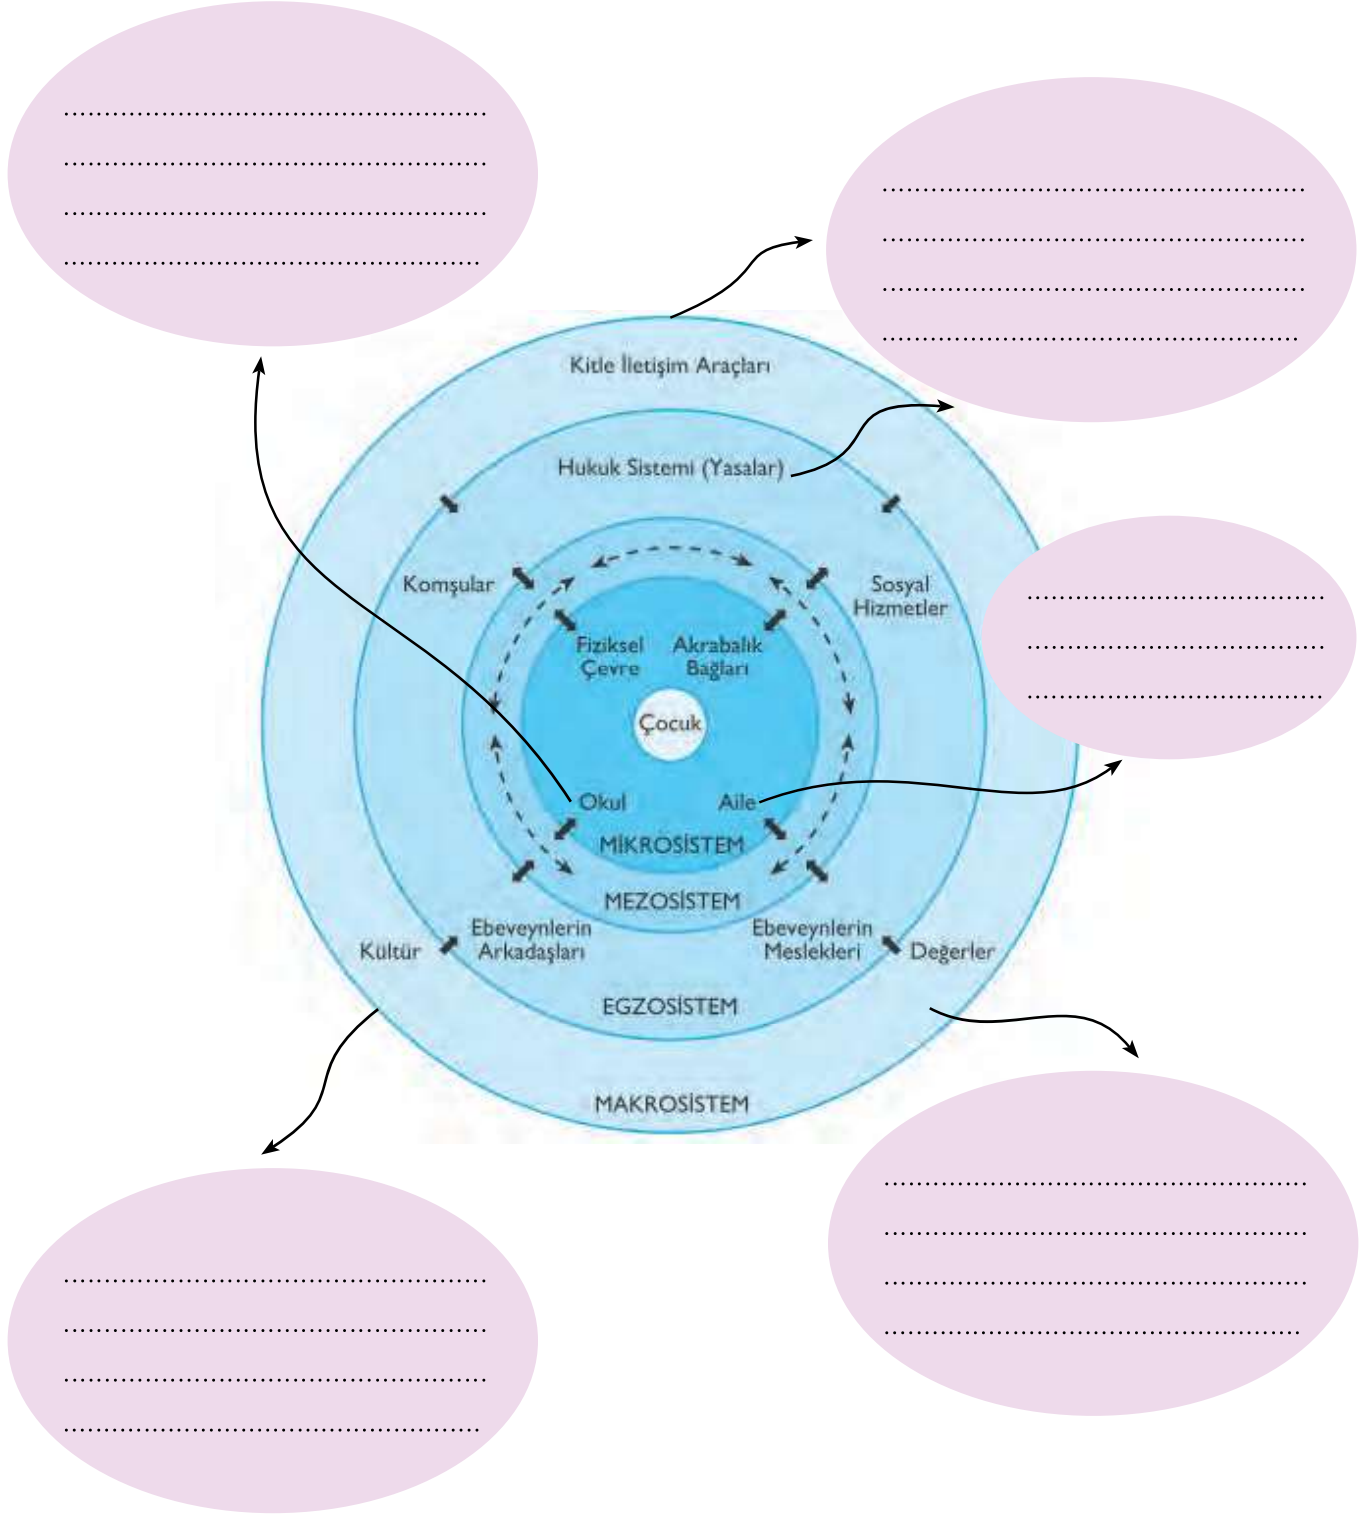 Kitle İletişim Araçları
Hukuk Sistemi (Yasalar)
Komşular
Sosyal
Hizmetler
Fiziksel
Çevre
Akrabalık
Bağları
Çocuk
Okul
Aile
MİKROSİSTEM
MEZOSİSTEM
Kültür
Ebeveynlerin
Arkadaşları
Ebeveynlerin
Meslekleri
Değerler
EGZOSİSTEM
MAKROSİSTEM